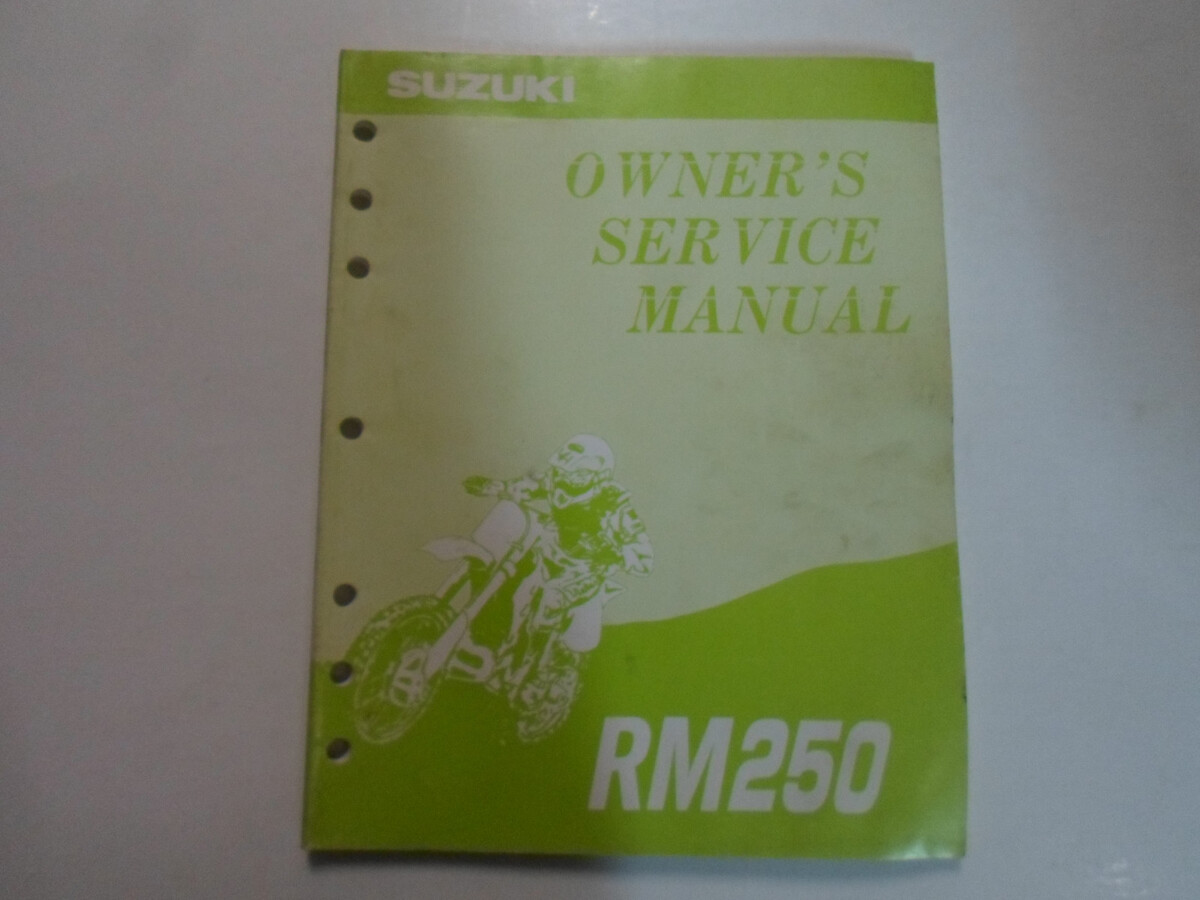 SUZUKI
OWNER'S
SERVICE
MANUAL
RM250